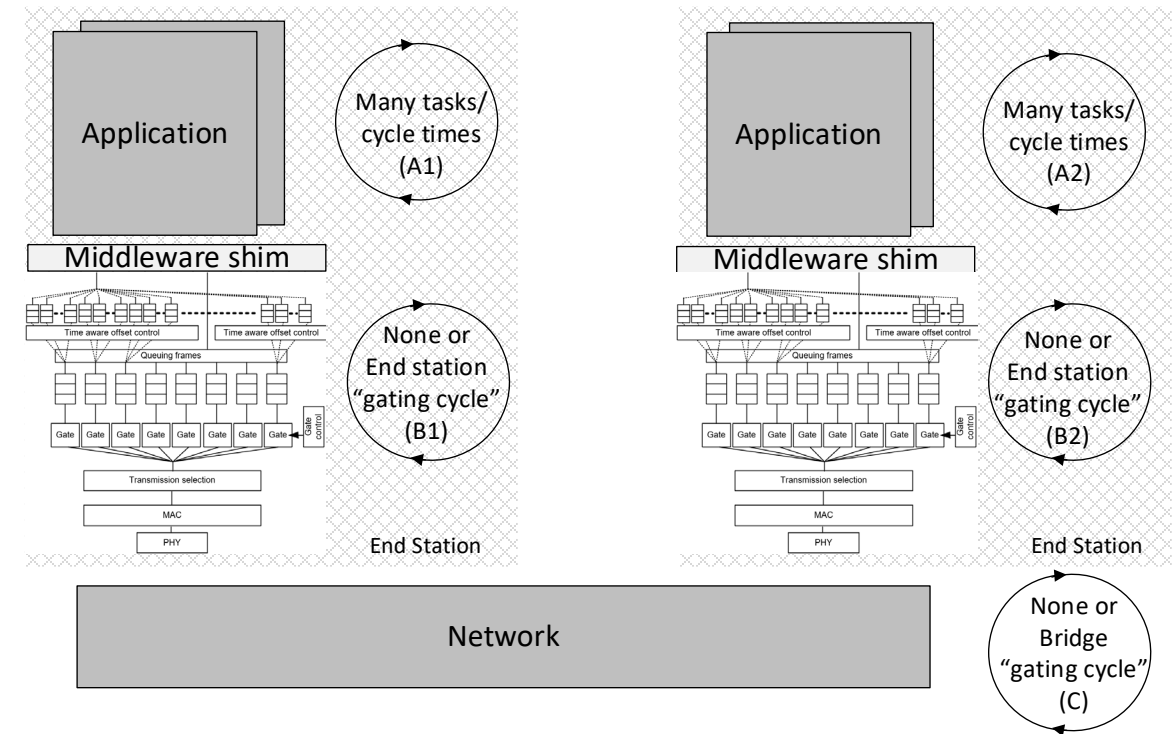 Application
Many tasks/
cycle times
(A1)
Middleware shim
Time aware offset control
Time aware offset control
Queuing frames
None or
End station
“gating cycle”
(B1)
Gate
Gate
Gate
Gate
Gate
Gate
Gate
Gate
Gate
control
Transmission selection
MAC
PHY
End Station
Application
Many tasks/
cycle times
(A2)
Middleware shim
Time aware offset control
Time aware offset control
Queuing frames
None or
End station
“gating cycle”
(B2)
Gate
Gate
Gate
Gate
Gate
Gate
Gate
Gate
Gate
control
Transmission selection
MAC
PHY
End Station
Network
None or
Bridge
“gating cycle”
(C)